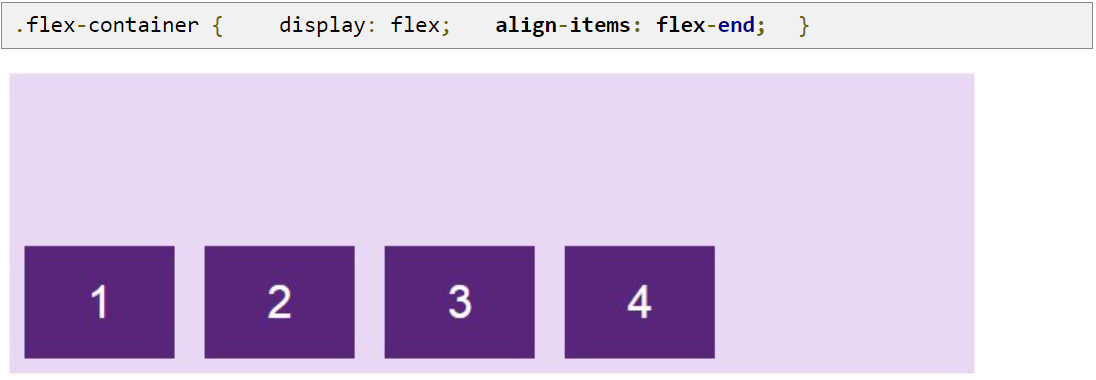 .flex-container {    display: flex;   align-items: flex-end;  }
1 2 3 4